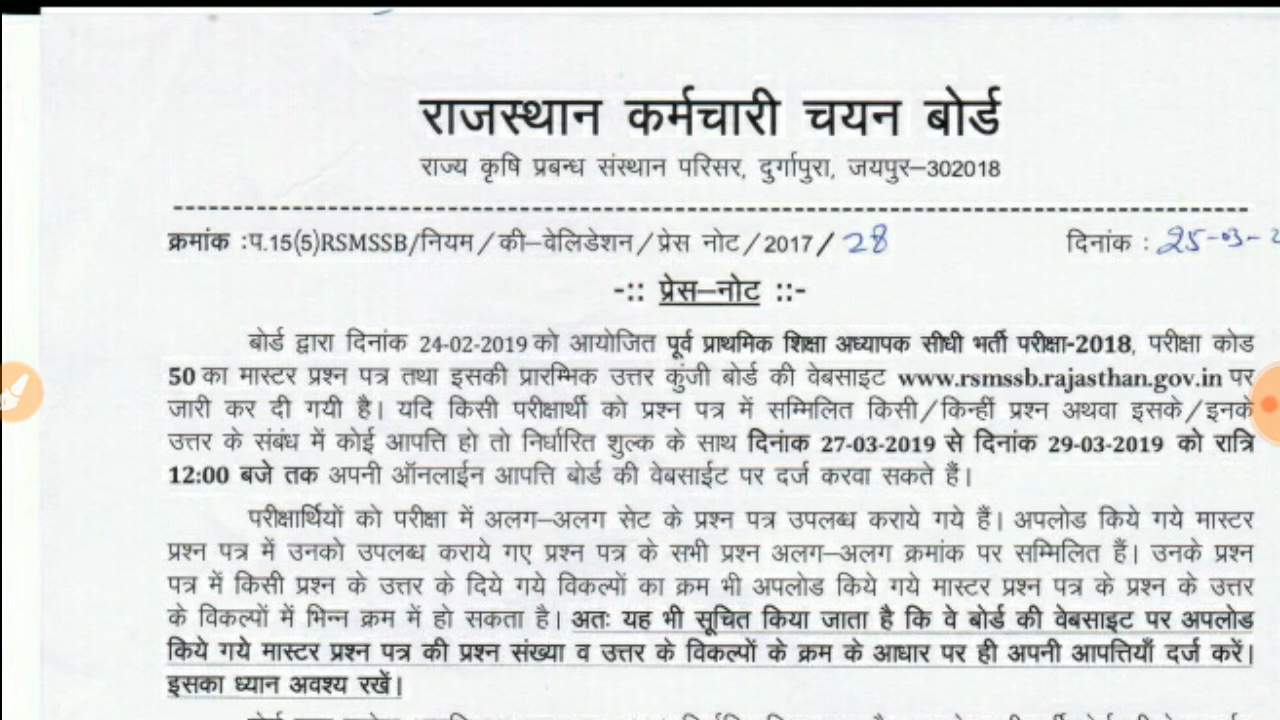 राजस्थान कर्मचारी चयन बोर्ड
राज्य कृषि प्रबन्ध संस्थान परिसर, दुर्गापुरा, जयपुर–302018
क्रमांक :प.15(5)RSMSSB/नियम/की–वेलिडेशन/प्रेस नोट/2017/28 दिनांक : 25-03-
-:: प्रेस–नोट ::-
बोर्ड द्वारा दिनांक 24-02-2019 को आयोजित पूर्व प्राथमिक शिक्षा अध्यापक सीधी भर्ती परीक्षा-2018, परीक्षा कोड
50 का मास्टर प्रश्न पत्र तथा इसकी प्रारम्भिक उत्तर कुंजी बोर्ड की वेबसाइट www.rsmssb.rajasthan.gov.in पर
जारी कर दी गयी है। यदि किसी परीक्षार्थी को प्रश्न पत्र में सम्मिलित किसी/किन्हीं प्रश्न अथवा इसके/इनके
उत्तर के संबंध में कोई आपत्ति हो तो निर्धारित शुल्क के साथ दिनांक 27-03-2019 से दिनांक 29-03-2019 को रात्रि
12:00 बजे तक अपनी ऑनलाईन आपत्ति बोर्ड की वेबसाईट पर दर्ज करवा सकते हैं।
परीक्षार्थियों को परीक्षा में अलग–अलग सेट के प्रश्न पत्र उपलब्ध कराये गये हैं। अपलोड किये गये मास्टर
प्रश्न पत्र में उनको उपलब्ध कराये गए प्रश्न पत्र के सभी प्रश्न अलग–अलग क्रमांक पर सम्मिलित हैं। उनके प्रश्न
पत्र में किसी प्रश्न के उत्तर के दिये गये विकल्पों का क्रम भी अपलोड किये गये मास्टर प्रश्न पत्र के प्रश्न के उत्तर
के विकल्पों में भिन्न क्रम में हो सकता है। अतः यह भी सूचित किया जाता है कि वे बोर्ड की वेबसाइट पर अपलोड
किये गये मास्टर प्रश्न पत्र की प्रश्न संख्या व उत्तर के विकल्पों के क्रम के आधार पर ही अपनी आपत्तियाँ दर्ज करें।
इसका ध्यान अवश्य रखें।